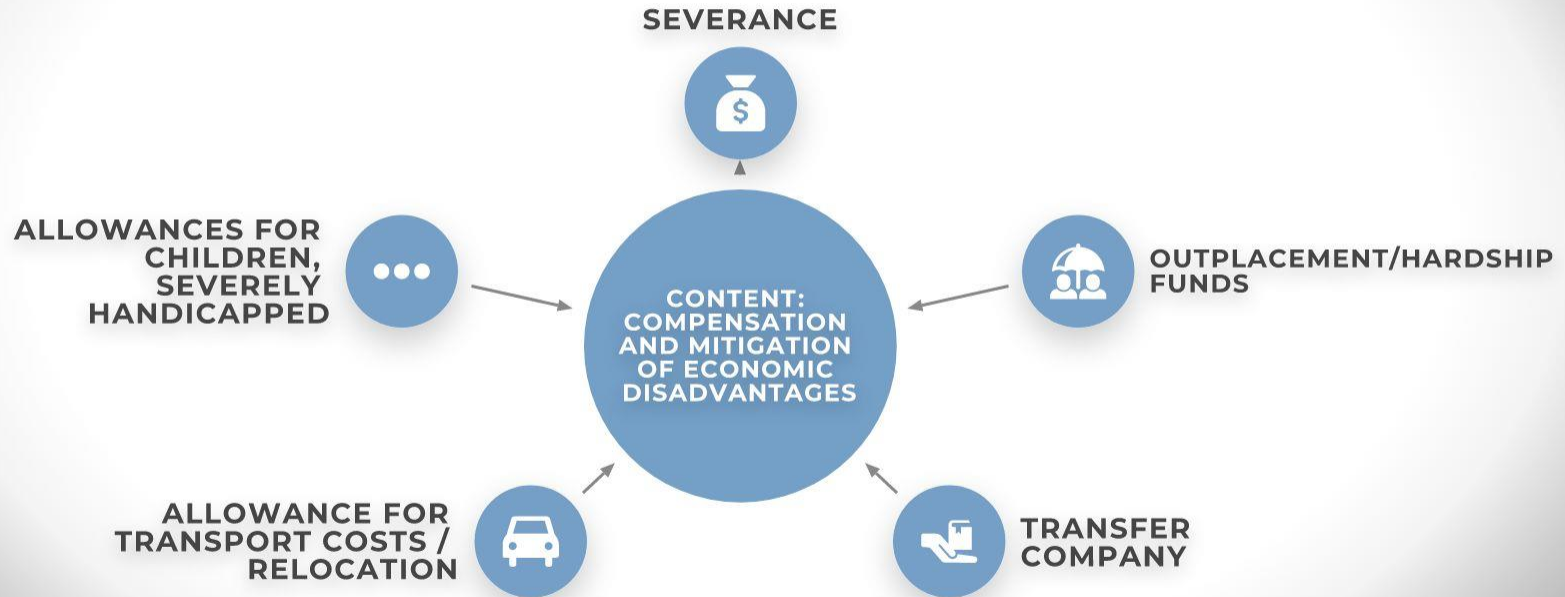 SEVERANCE
$
ALLOWANCES FOR
CHILDREN,
SEVERELY
HANDICAPPED
OUTPLACEMENT/HARDSHIP
FUNDS
CONTENT:
COMPENSATION
AND MITIGATION
OF ECONOMIC
DISADVANTAGES
ALLOWANCE FOR
TRANSPORT COSTS /
RELOCATION
TRANSFER
COMPANY